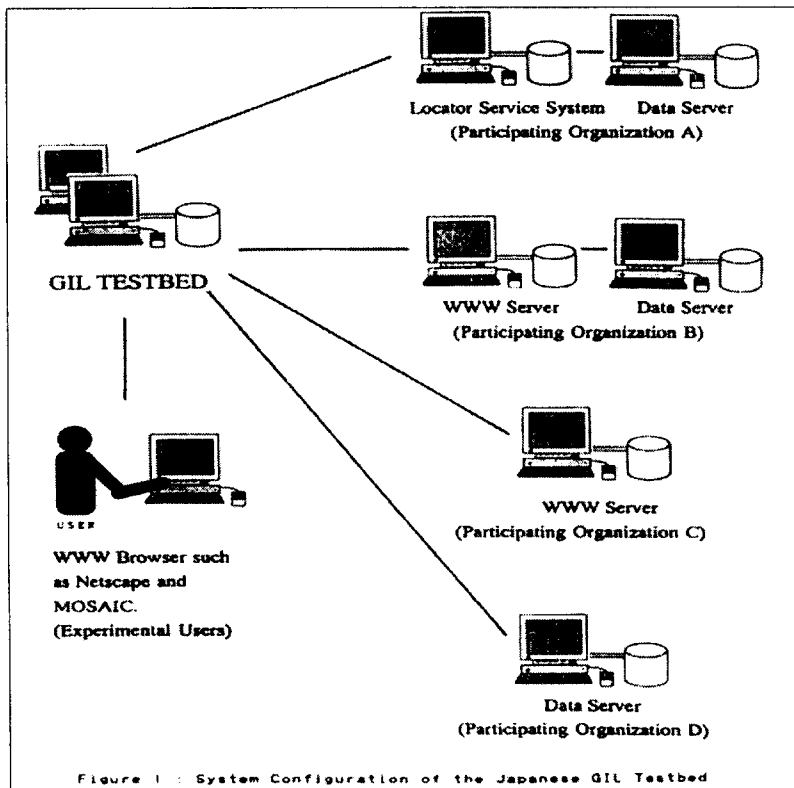 Locator Service System Data Server
(Participating Organization A)
GIL TESTBED
WWW Server Data Server
(Participating Organization B)
USER
WWW Browser such
as Netscape and
MOSAIC.
(Experimental Users)
WWW Server
(Participating Organization C)
Data Server
(Participating Organization D)
Figure 1 : System Configuration of the Japanese GIL Testbed